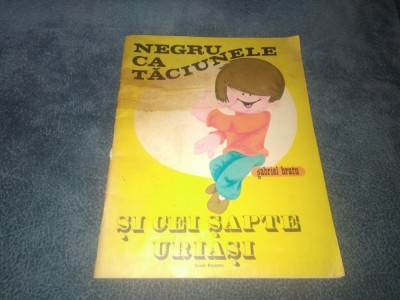 NEGRU
CA
TĂCIUNELE
gabriel bratu
ȘI CEI ȘAPTE
URIAȘI